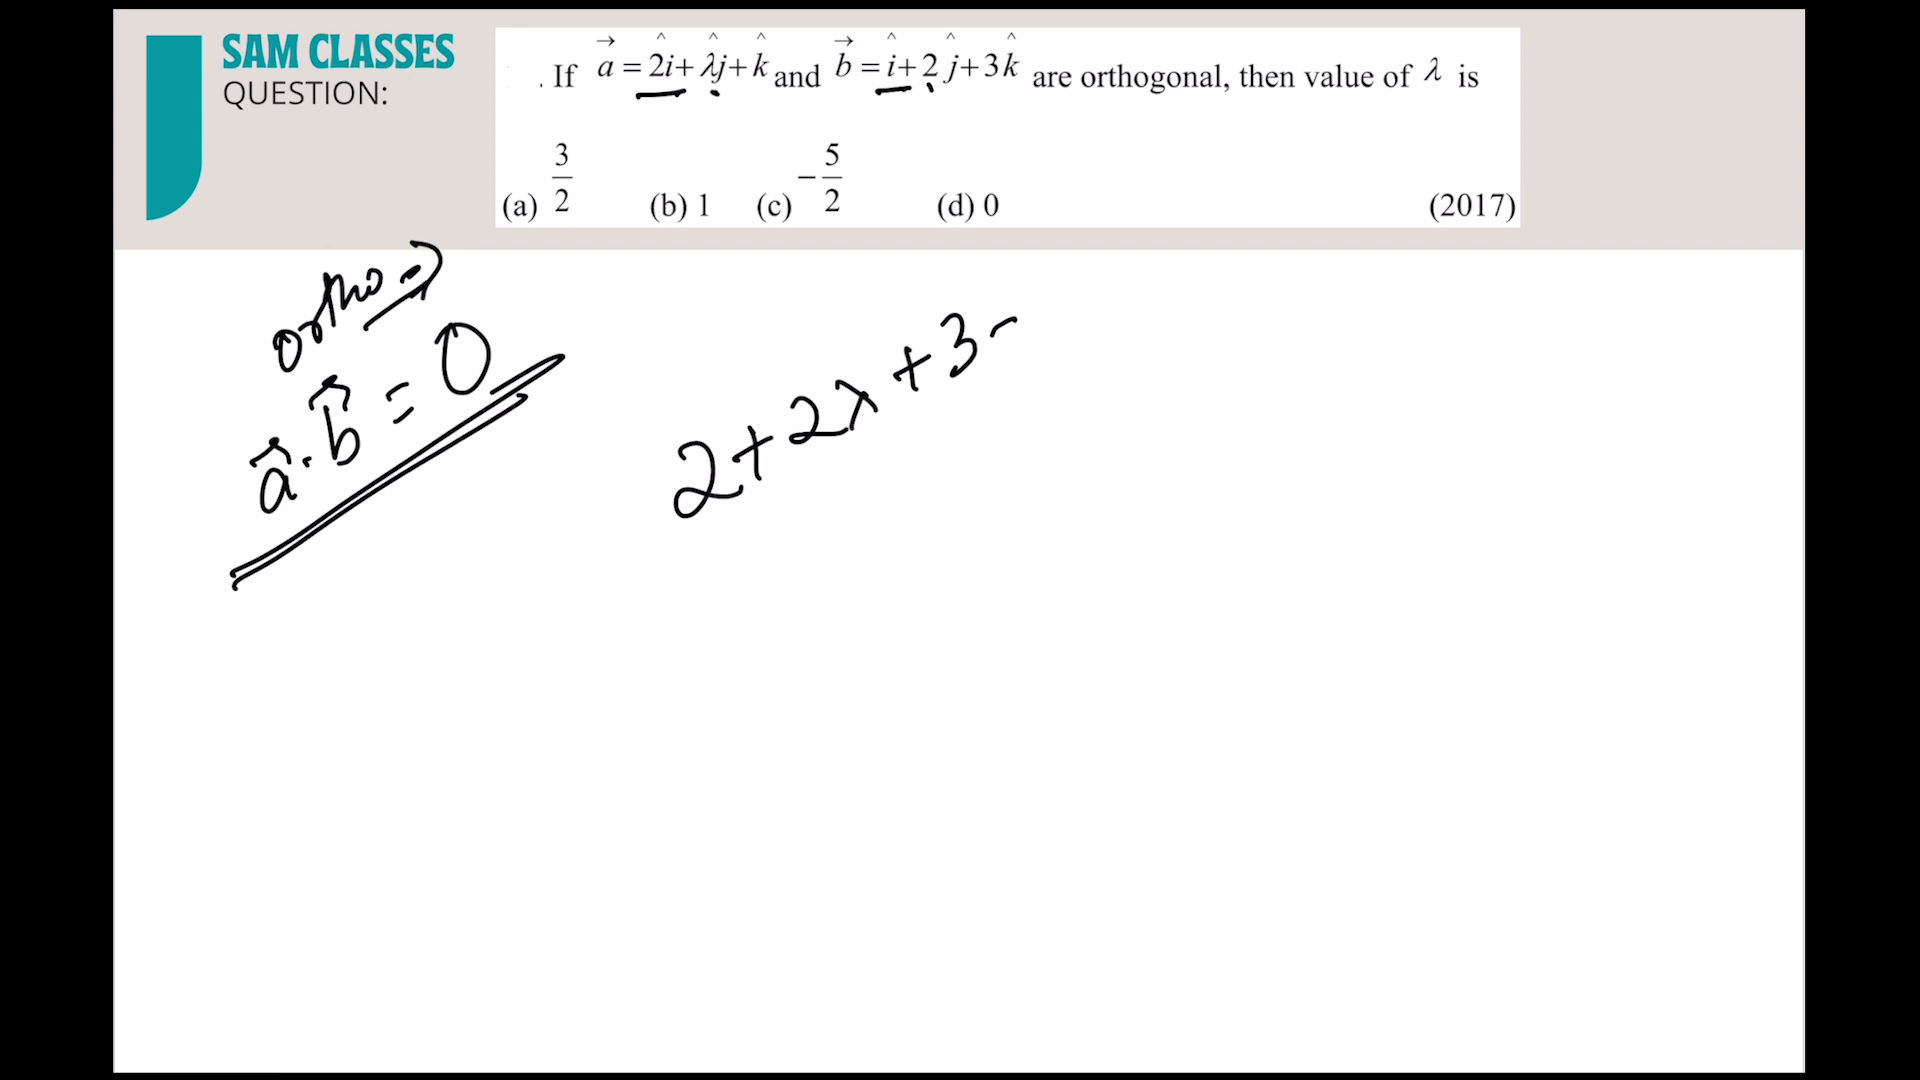 SAM CLASSES
QUESTION:
. If a⃗ = 2î + λĵ + k̂ and b⃗ = î + 2ĵ + 3k̂ are orthogonal, then value of λ is
(a) 3/2 (b) 1 (c) -5/2 (d) 0 (2017)
ortho →
â · b̂ = 0
2 + 2λ + 3 -